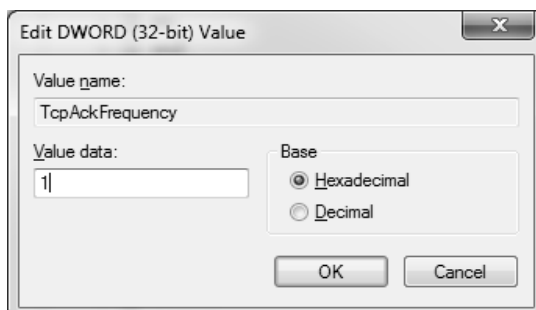 Edit DWORD (32-bit) Value
x
Value name:
TcpAckFrequency
Value data:
1
Base
Hexadecimal
Decimal
OK
Cancel